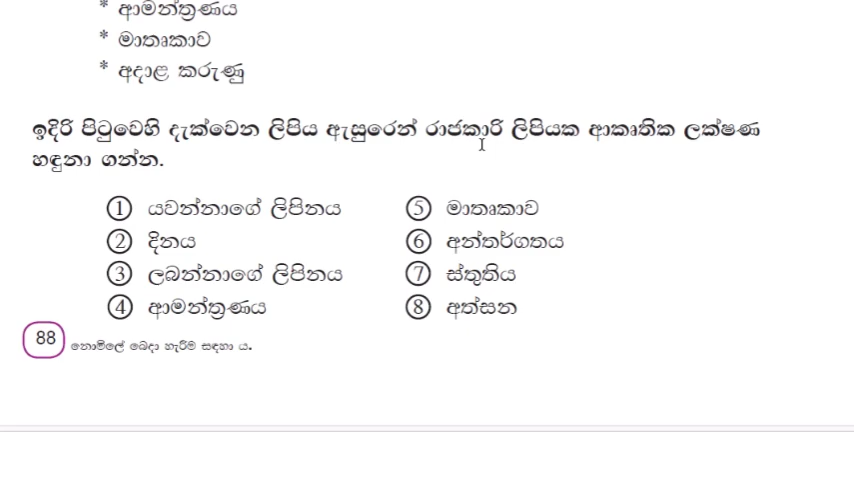 * ආමන්ත්‍රණය
* මාතෘකාව
* අදාළ කරුණු
ඉදිරි පිටුවෙහි දැක්වෙන ලිපිය ඇසුරෙන් රාජකාරි ලිපියක ආකෘතික ලක්ෂණ
හඳුනා ගන්න.
① යවන්නාගේ ලිපිනය
② දිනය
③ ලබන්නාගේ ලිපිනය
④ ආමන්ත්‍රණය
⑤ මාතෘකාව
⑥ අන්තර්ගතය
⑦ ස්තුතිය
⑧ අත්සන
88 නොමිලේ බෙදා හැරීම සඳහා ය.